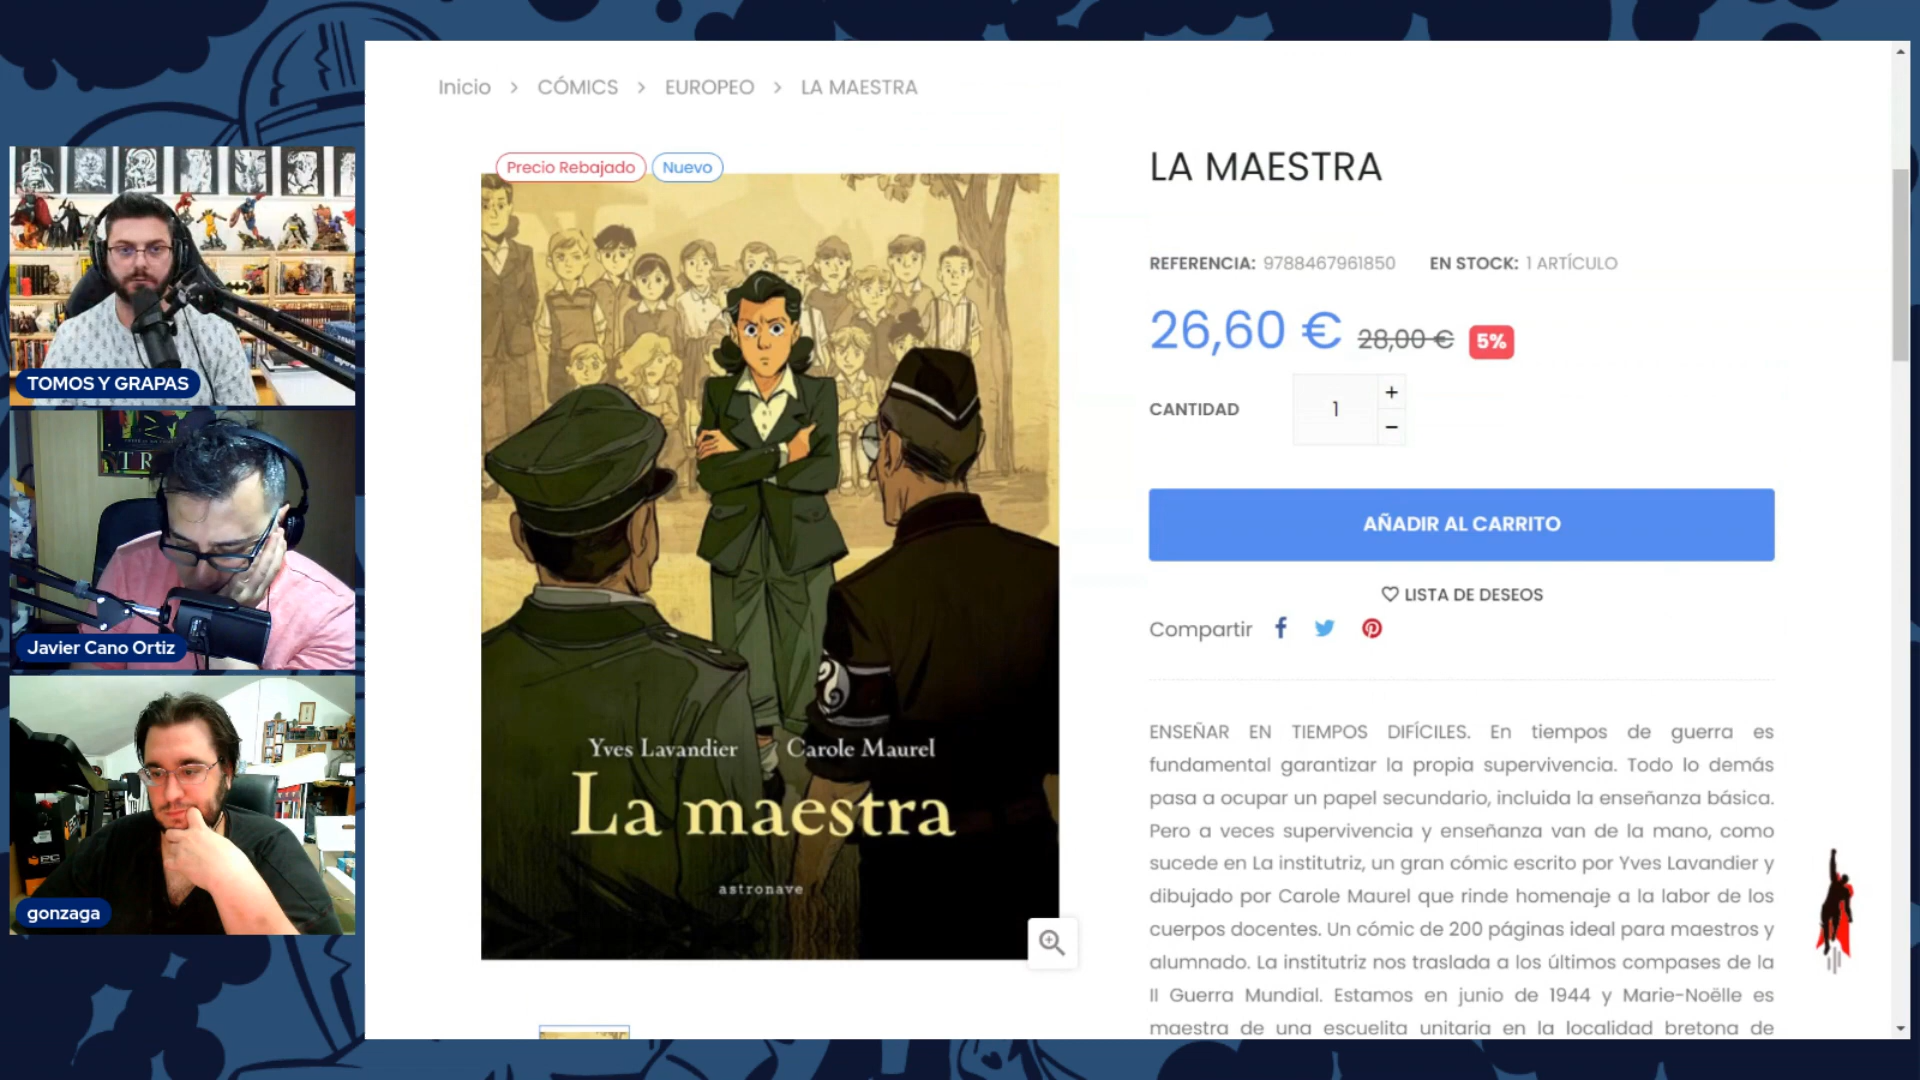 Inicio > CÓMICS > EUROPEO > LA MAESTRA
Precio Rebajado
Nuevo
LA MAESTRA
REFERENCIA: 9788467961850 EN STOCK: 1 ARTÍCULO
26,60 € 28,00 € 5%
CANTIDAD
1
+
−
AÑADIR AL CARRITO
LISTA DE DESEOS
Compartir
ENSEÑAR EN TIEMPOS DIFÍCILES. En tiempos de guerra es
fundamental garantizar la propia supervivencia. Todo lo demás
pasa a ocupar un papel secundario, incluida la enseñanza básica.
Pero a veces supervivencia y enseñanza van de la mano, como
sucede en La institutriz, un gran cómic escrito por Yves Lavandier y
dibujado por Carole Maurel que rinde homenaje a la labor de los
cuerpos docentes. Un cómic de 200 páginas ideal para maestros y
alumnado. La institutriz nos traslada a los últimos compases de la
II Guerra Mundial. Estamos en junio de 1944 y Marie-Noëlle es
maestra de una escuelita unitaria en la localidad bretona de
Yves Lavandier Carole Maurel
La maestra
astronave
TOMOS Y GRAPAS
Javier Cano Ortiz
gonzaga